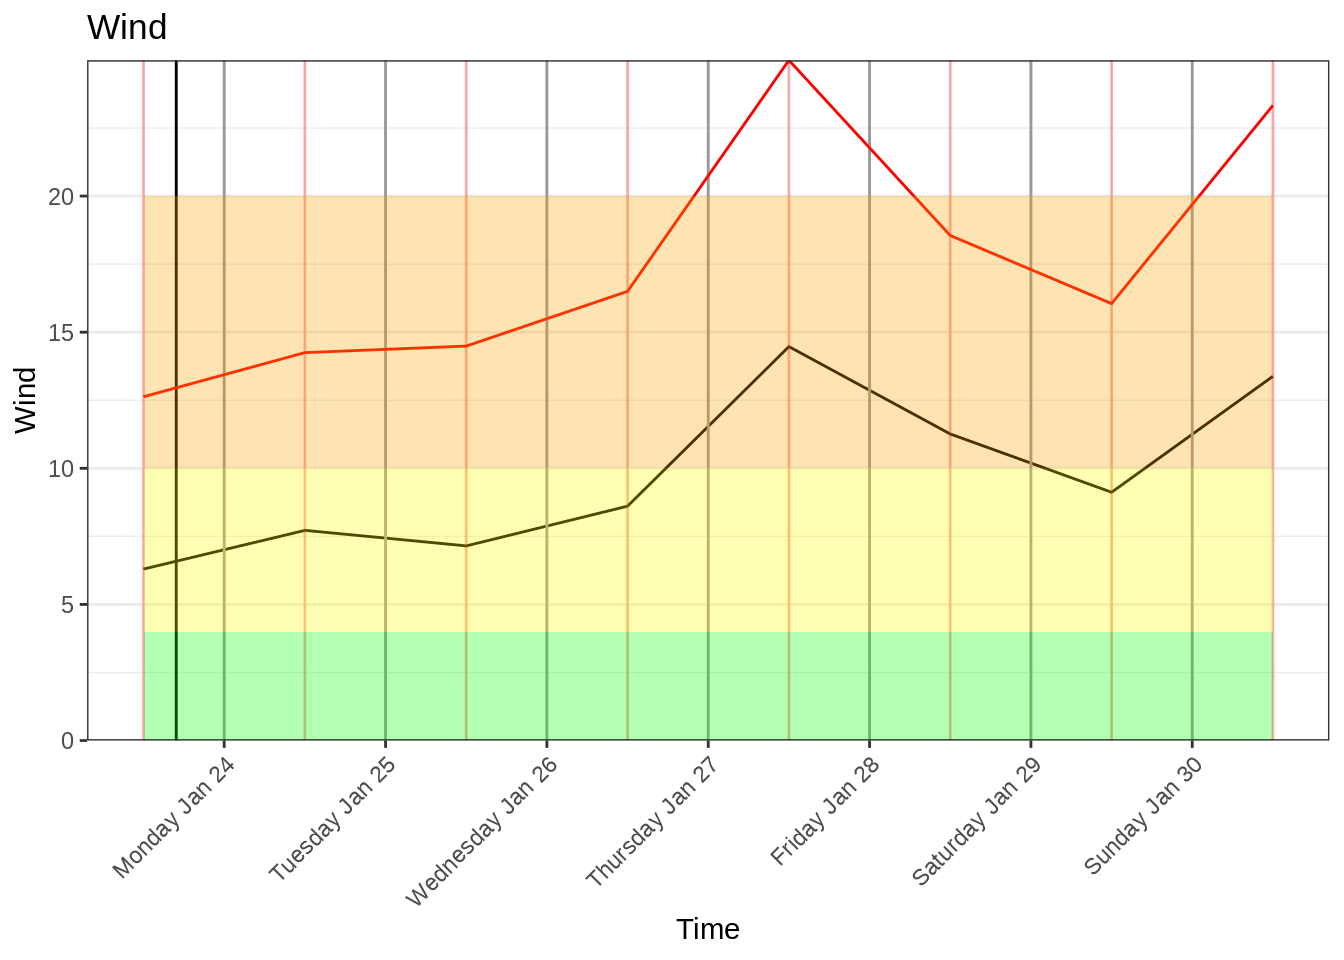 Wind
Wind
20
15
10
5
0
Monday Jan 24
Tuesday Jan 25
Wednesday Jan 26
Thursday Jan 27
Friday Jan 28
Saturday Jan 29
Sunday Jan 30
Time